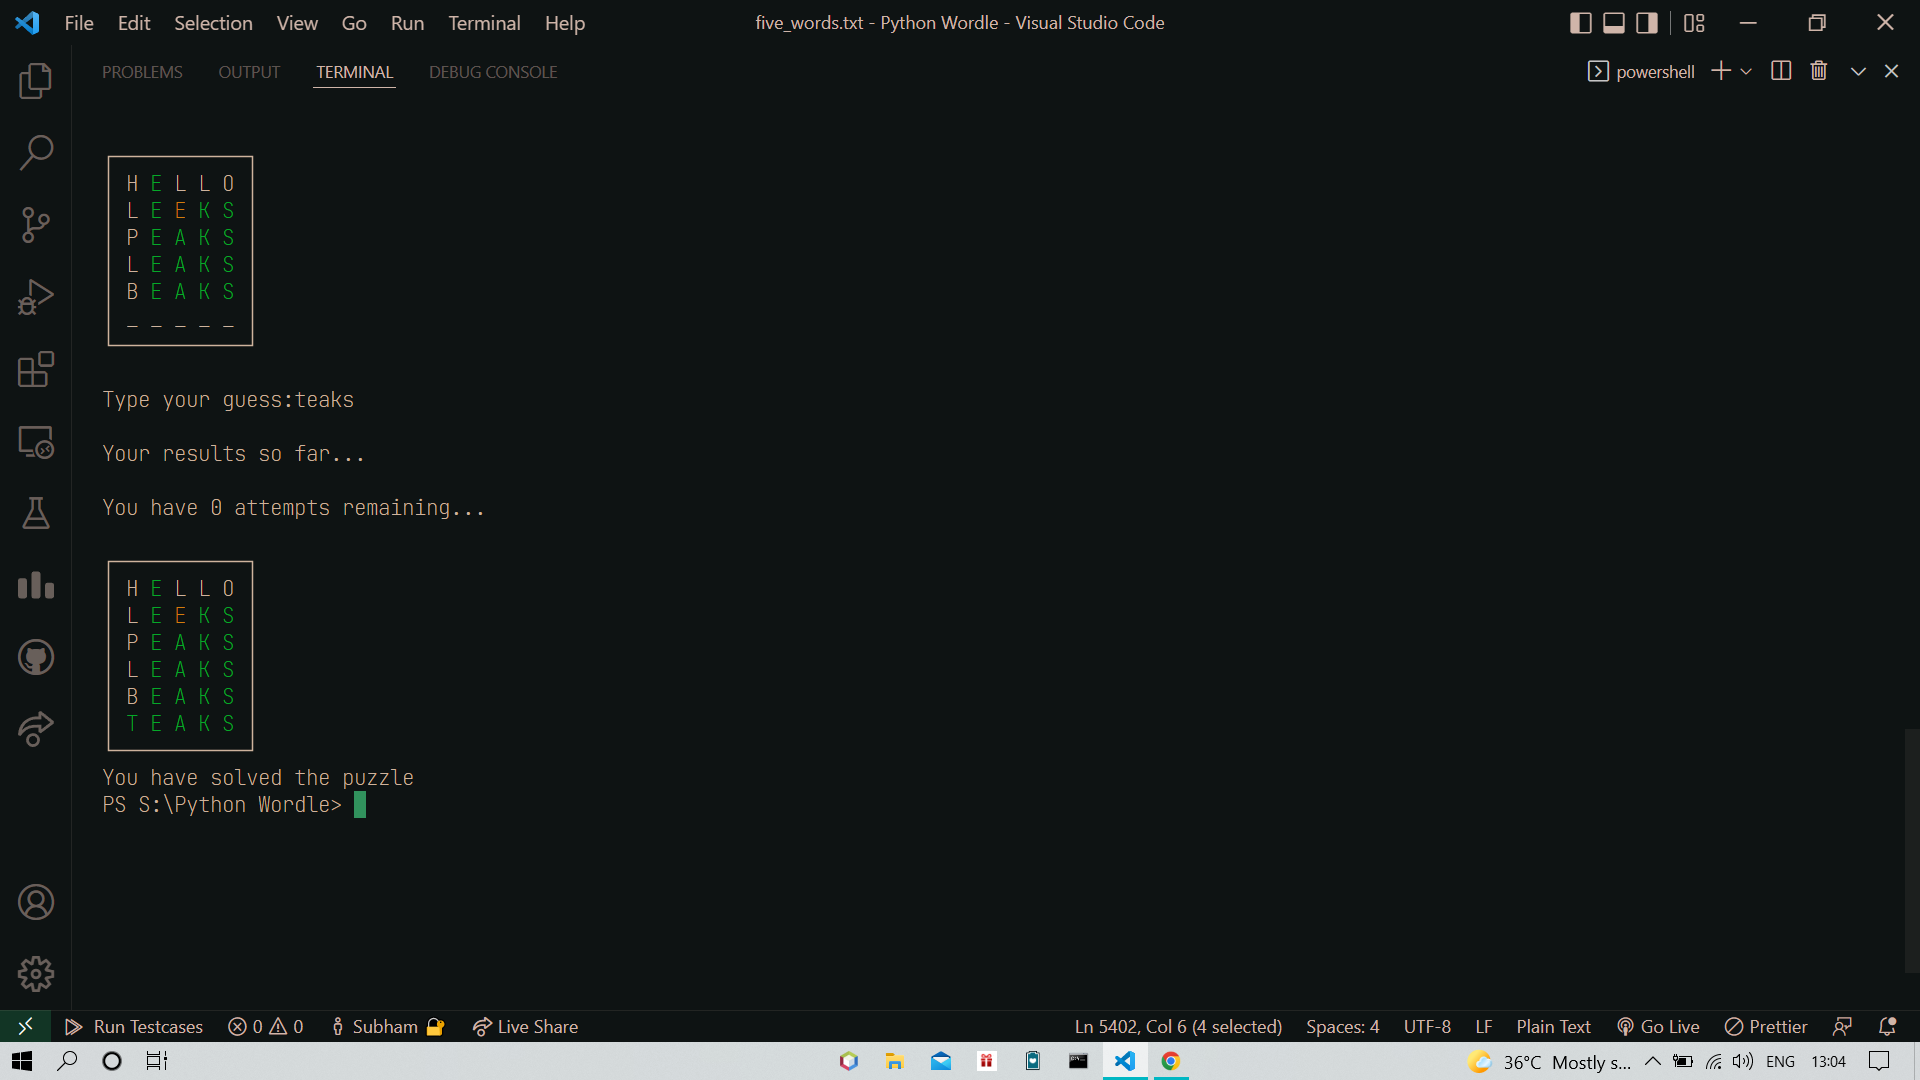 File Edit Selection View Go Run Terminal Help
five_words.txt - Python Wordle - Visual Studio Code
PROBLEMS OUTPUT TERMINAL DEBUG CONSOLE
powershell
H E L L O
L E E K S
P E A K S
L E A K S
B E A K S
_ _ _ _ _
Type your guess:teaks
Your results so far...
You have 0 attempts remaining...
H E L L O
L E E K S
P E A K S
L E A K S
B E A K S
T E A K S
You have solved the puzzle
PS S:\Python Wordle>
Run Testcases 0 0 Subham Live Share
Ln 5402, Col 6 (4 selected) Spaces: 4 UTF-8 LF Plain Text Go Live Prettier
36°C Mostly s... ENG 13:04